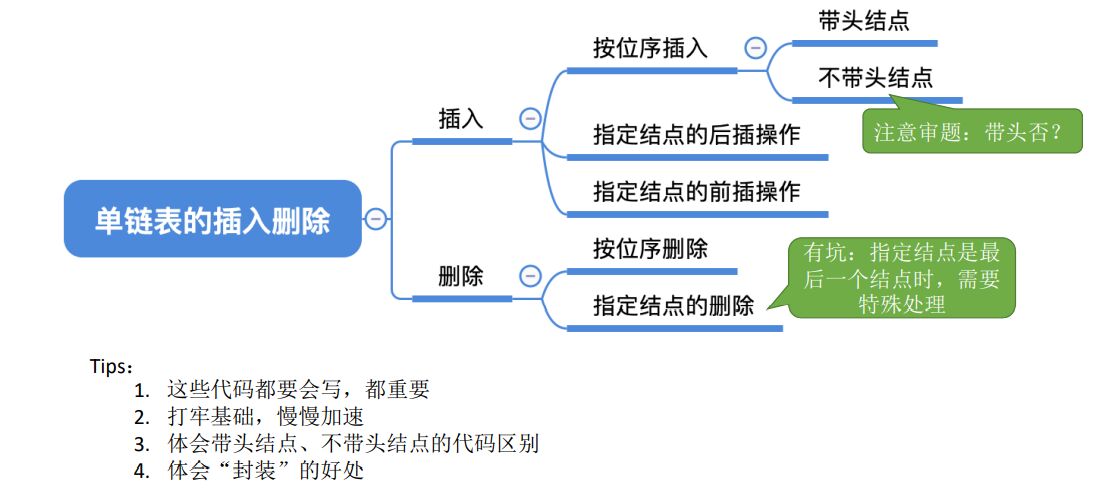 单链表的插入删除
插入
按位序插入
带头结点
不带头结点
注意审题：带头否？
指定结点的后插操作
指定结点的前插操作
删除
按位序删除
指定结点的删除
有坑：指定结点是最
后一个结点时，需要
特殊处理
Tips：
1. 这些代码都要会写，都重要
2. 打牢基础，慢慢加速
3. 体会带头结点、不带头结点的代码区别
4. 体会“封装”的好处